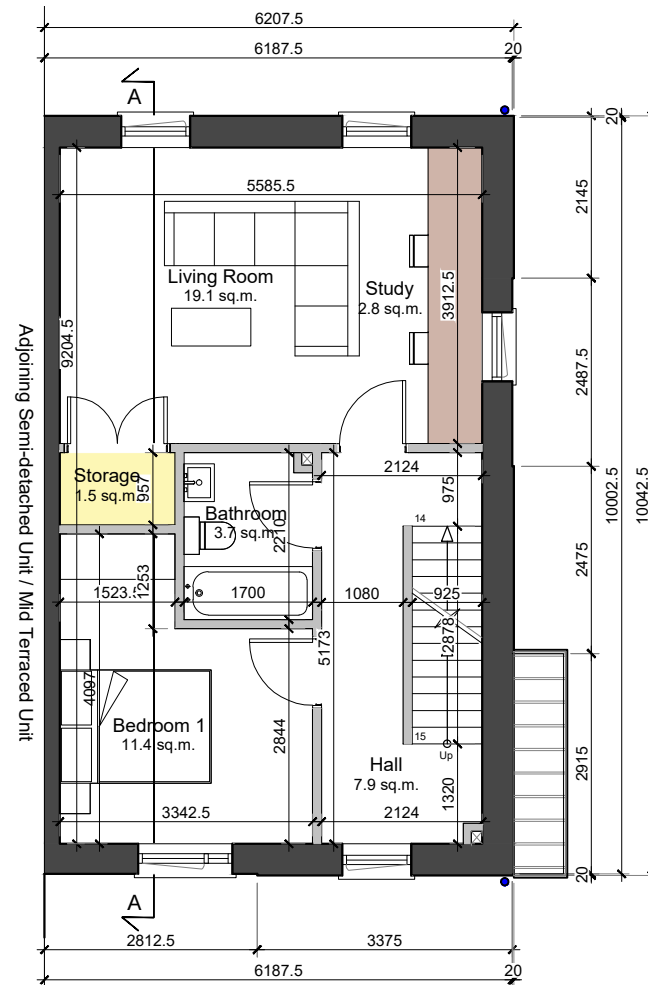 6207.5
6187.5
20
A
20
5585.5
2145
Living Room
19.1 sq.m.
Study
2.8 sq.m.
3912.5
9204.5
2487.5
10002.5
10042.5
Adjoining Semi-detached Unit / Mid Terraced Unit
Storage
1.5 sq.m.
957
Bathroom
3.7 sq.m.
2210
2124
975
14
2475
1253
1523.5
1700
1080
925
2878
5173
4097
Bedroom 1
11.4 sq.m.
2844
15
Up
Hall
7.9 sq.m.
1320
2915
3342.5
2124
20
A
2812.5
3375
6187.5
20